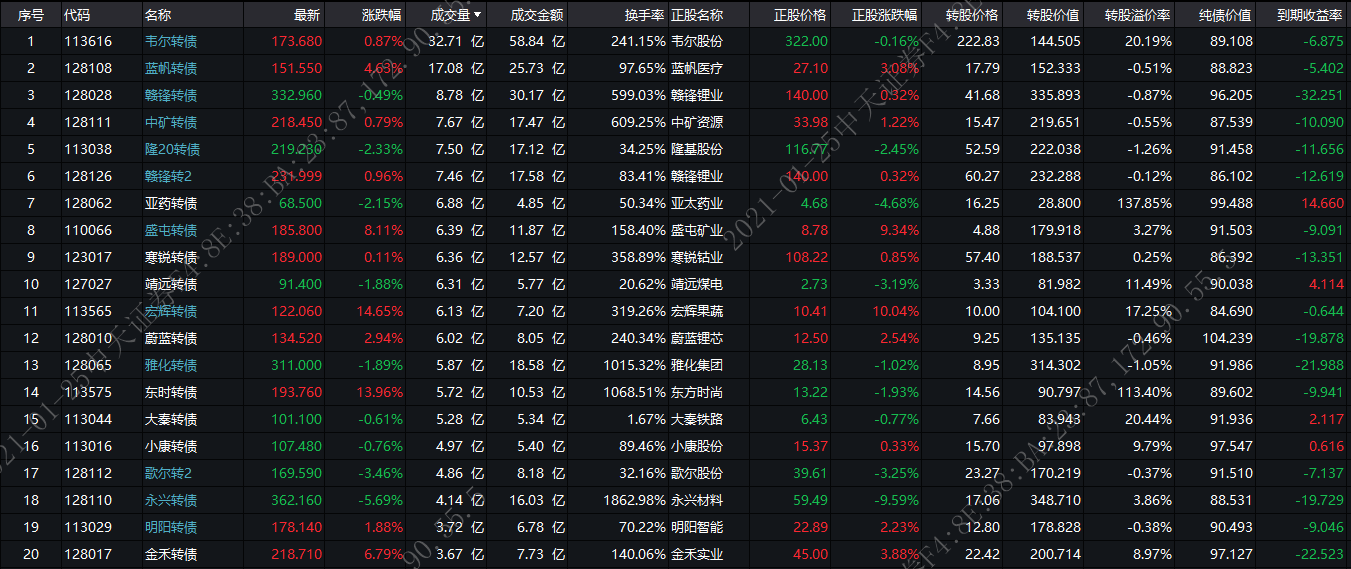 序号 代码 名称 最新 涨跌幅 成交量▼ 成交金额 换手率 正股名称 正股价格 正股涨跌幅 转股价格 转股价值 转股溢价率 纯债价值 到期收益率
1 113616 韦尔转债 173.680 0.87% 32.71 亿 58.84 亿 241.15% 韦尔股份 322.00 -0.16% 222.83 144.505 20.19% 89.108 -6.875
2 128108 蓝帆转债 151.550 4.63% 17.08 亿 25.73 亿 97.65% 蓝帆医疗 27.10 3.08% 17.79 152.333 -0.51% 88.823 -5.402
3 128028 赣锋转债 332.960 -0.49% 8.78 亿 30.17 亿 599.03% 赣锋锂业 140.00 0.32% 41.68 335.893 -0.87% 96.205 -32.251
4 128111 中矿转债 218.450 0.79% 7.67 亿 17.47 亿 609.25% 中矿资源 33.98 1.22% 15.47 219.651 -0.55% 87.539 -10.090
5 113038 隆20转债 219.230 -2.33% 7.50 亿 17.12 亿 34.25% 隆基股份 116.77 -2.45% 52.59 222.038 -1.26% 91.458 -11.656
6 128126 赣锋转2 231.999 0.96% 7.46 亿 17.58 亿 83.41% 赣锋锂业 140.00 0.32% 60.27 232.288 -0.12% 86.102 -12.619
7 128062 亚药转债 68.500 -2.15% 6.88 亿 4.85 亿 50.34% 亚太药业 4.68 -4.68% 16.25 28.800 137.85% 99.488 14.660
8 110066 盛屯转债 185.800 8.11% 6.39 亿 11.87 亿 158.40% 盛屯矿业 8.78 9.34% 4.88 179.918 3.27% 91.503 -9.091
9 123017 寒锐转债 189.000 0.11% 6.36 亿 12.57 亿 358.89% 寒锐钴业 108.22 0.85% 57.40 188.537 0.25% 86.392 -13.351
10 127027 靖远转债 91.400 -1.88% 6.31 亿 5.77 亿 20.62% 靖远煤电 2.73 -3.19% 3.33 81.982 11.49% 90.038 4.114
11 113565 宏辉转债 122.060 14.65% 6.13 亿 7.20 亿 319.26% 宏辉果蔬 10.41 10.04% 10.00 104.100 17.25% 84.690 -0.644
12 128010 蔚蓝转债 134.520 2.94% 6.02 亿 8.05 亿 240.34% 蔚蓝锂芯 12.50 2.54% 9.25 135.135 -0.46% 104.239 -19.878
13 128065 雅化转债 311.000 -1.89% 5.87 亿 18.58 亿 1015.32% 雅化集团 28.13 -1.02% 8.95 314.302 -1.05% 91.986 -21.988
14 113575 东时转债 193.760 13.96% 5.72 亿 10.53 亿 1068.51% 东方时尚 13.22 -1.93% 14.56 90.797 113.40% 89.602 -9.941
15 113044 大秦转债 101.100 -0.61% 5.28 亿 5.34 亿 1.67% 大秦铁路 6.43 -0.77% 7.66 83.943 20.44% 91.936 2.117
16 113016 小康转债 107.480 -0.76% 4.97 亿 5.40 亿 89.46% 小康股份 15.37 0.33% 15.70 97.898 9.79% 97.547 0.616
17 128112 歌尔转2 169.590 -3.46% 4.86 亿 8.18 亿 32.16% 歌尔股份 39.61 -3.25% 23.27 170.219 -0.37% 91.510 -7.137
18 128110 永兴转债 362.160 -5.69% 4.14 亿 16.03 亿 1862.98% 永兴材料 59.49 -9.59% 17.06 348.710 3.86% 88.531 -19.729
19 113029 明阳转债 178.140 1.88% 3.72 亿 6.78 亿 70.22% 明阳智能 22.89 2.23% 12.80 178.828 -0.38% 90.493 -9.046
20 128017 金禾转债 218.710 6.79% 3.67 亿 7.73 亿 140.06% 金禾实业 45.00 3.88% 22.42 200.714 8.97% 97.127 -22.523